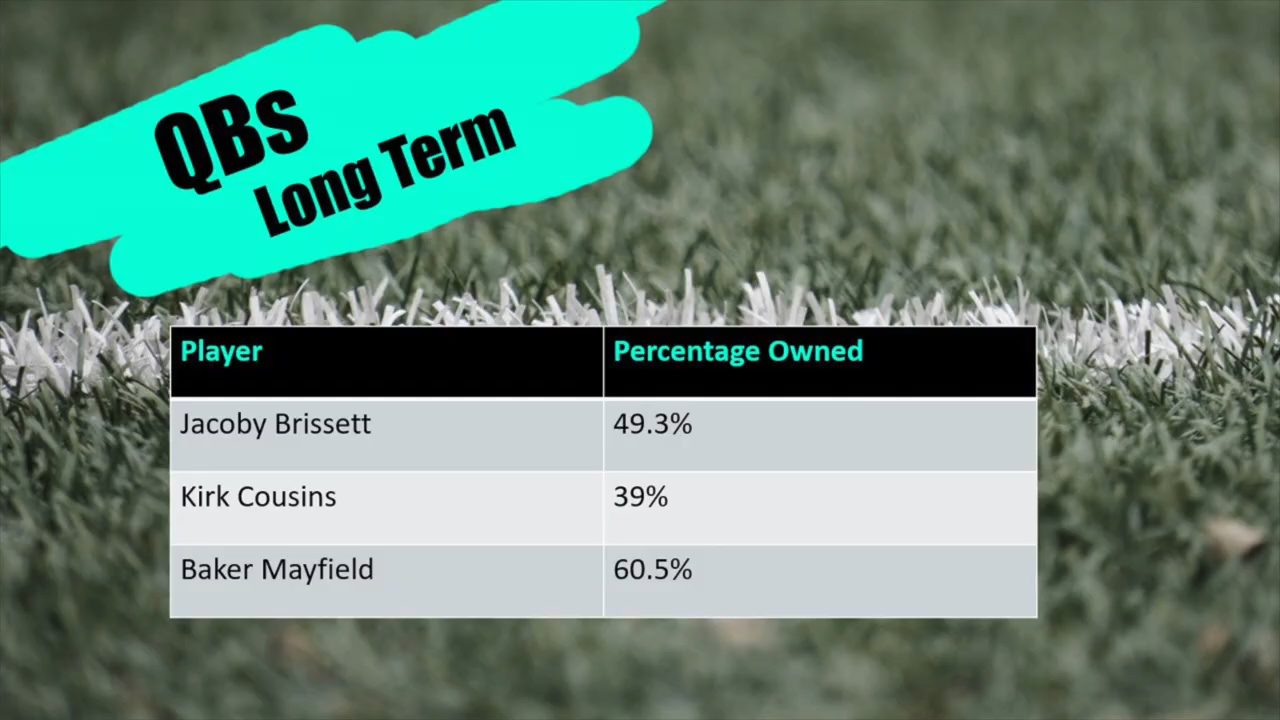 QBs
Long Term
Player Percentage Owned
Jacoby Brissett 49.3%
Kirk Cousins 39%
Baker Mayfield 60.5%